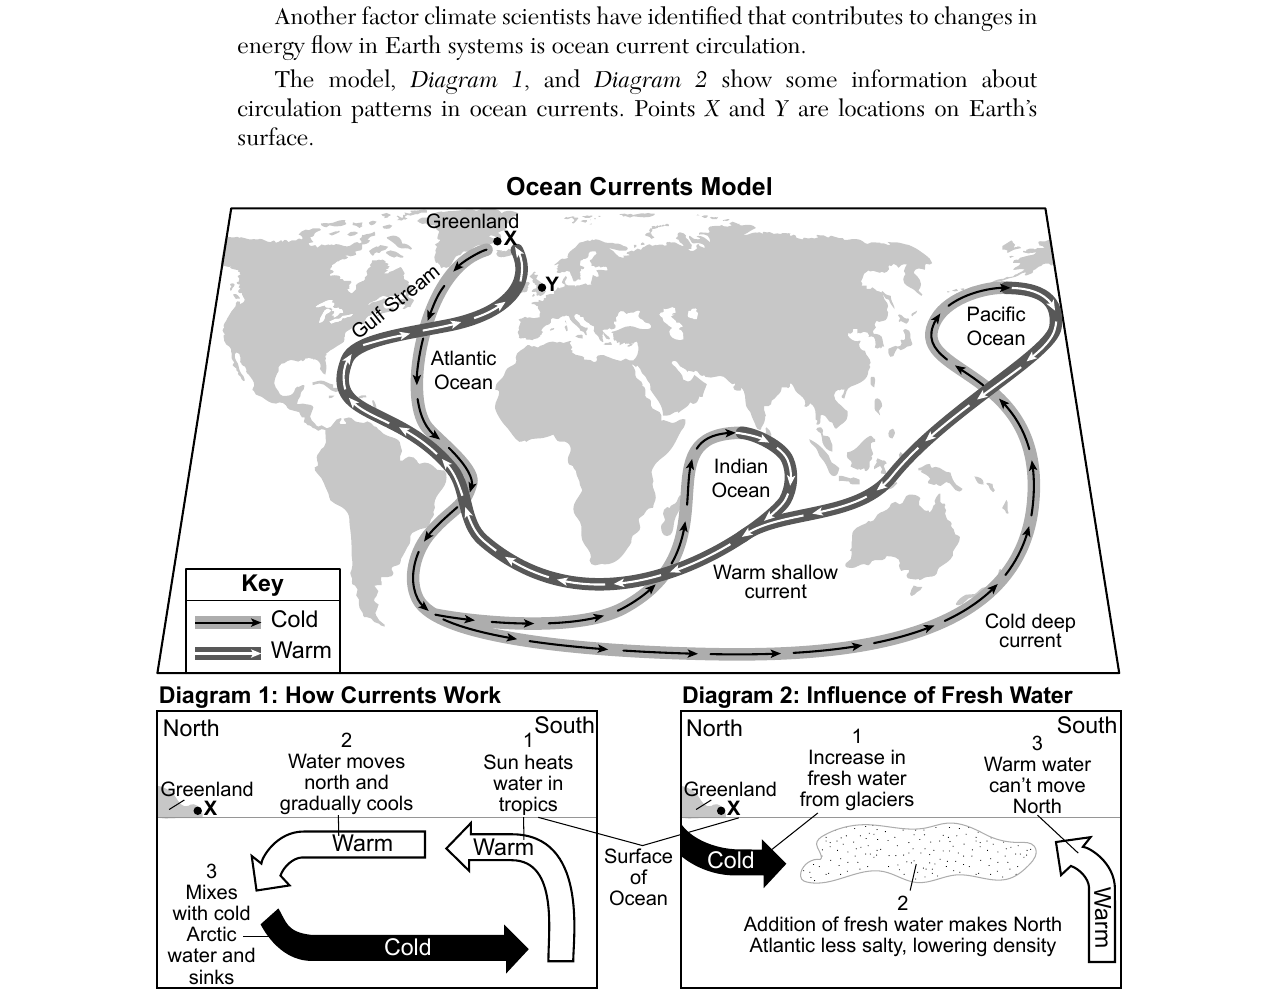 Another factor climate scientists have identified that contributes to changes in
energy flow in Earth systems is ocean current circulation.
The model, Diagram 1, and Diagram 2 show some information about
circulation patterns in ocean currents. Points X and Y are locations on Earth's
surface.
Ocean Currents Model
Greenland
X
Y
Gulf Stream
Atlantic
Ocean
Pacific
Ocean
Indian
Ocean
Warm shallow
current
Cold deep
current
Key
Cold
Warm
Diagram 1: How Currents Work
North
South
1
Sun heats
water in
tropics
2
Water moves
north and
gradually cools
Greenland
X
Warm
Warm
3
Mixes
with cold
Arctic
water and
sinks
Cold
Surface
of
Ocean
Diagram 2: Influence of Fresh Water
North
South
1
Increase in
fresh water
from glaciers
3
Warm water
can't move
North
Greenland
X
Cold
2
Addition of fresh water makes North
Atlantic less salty, lowering density
Warm